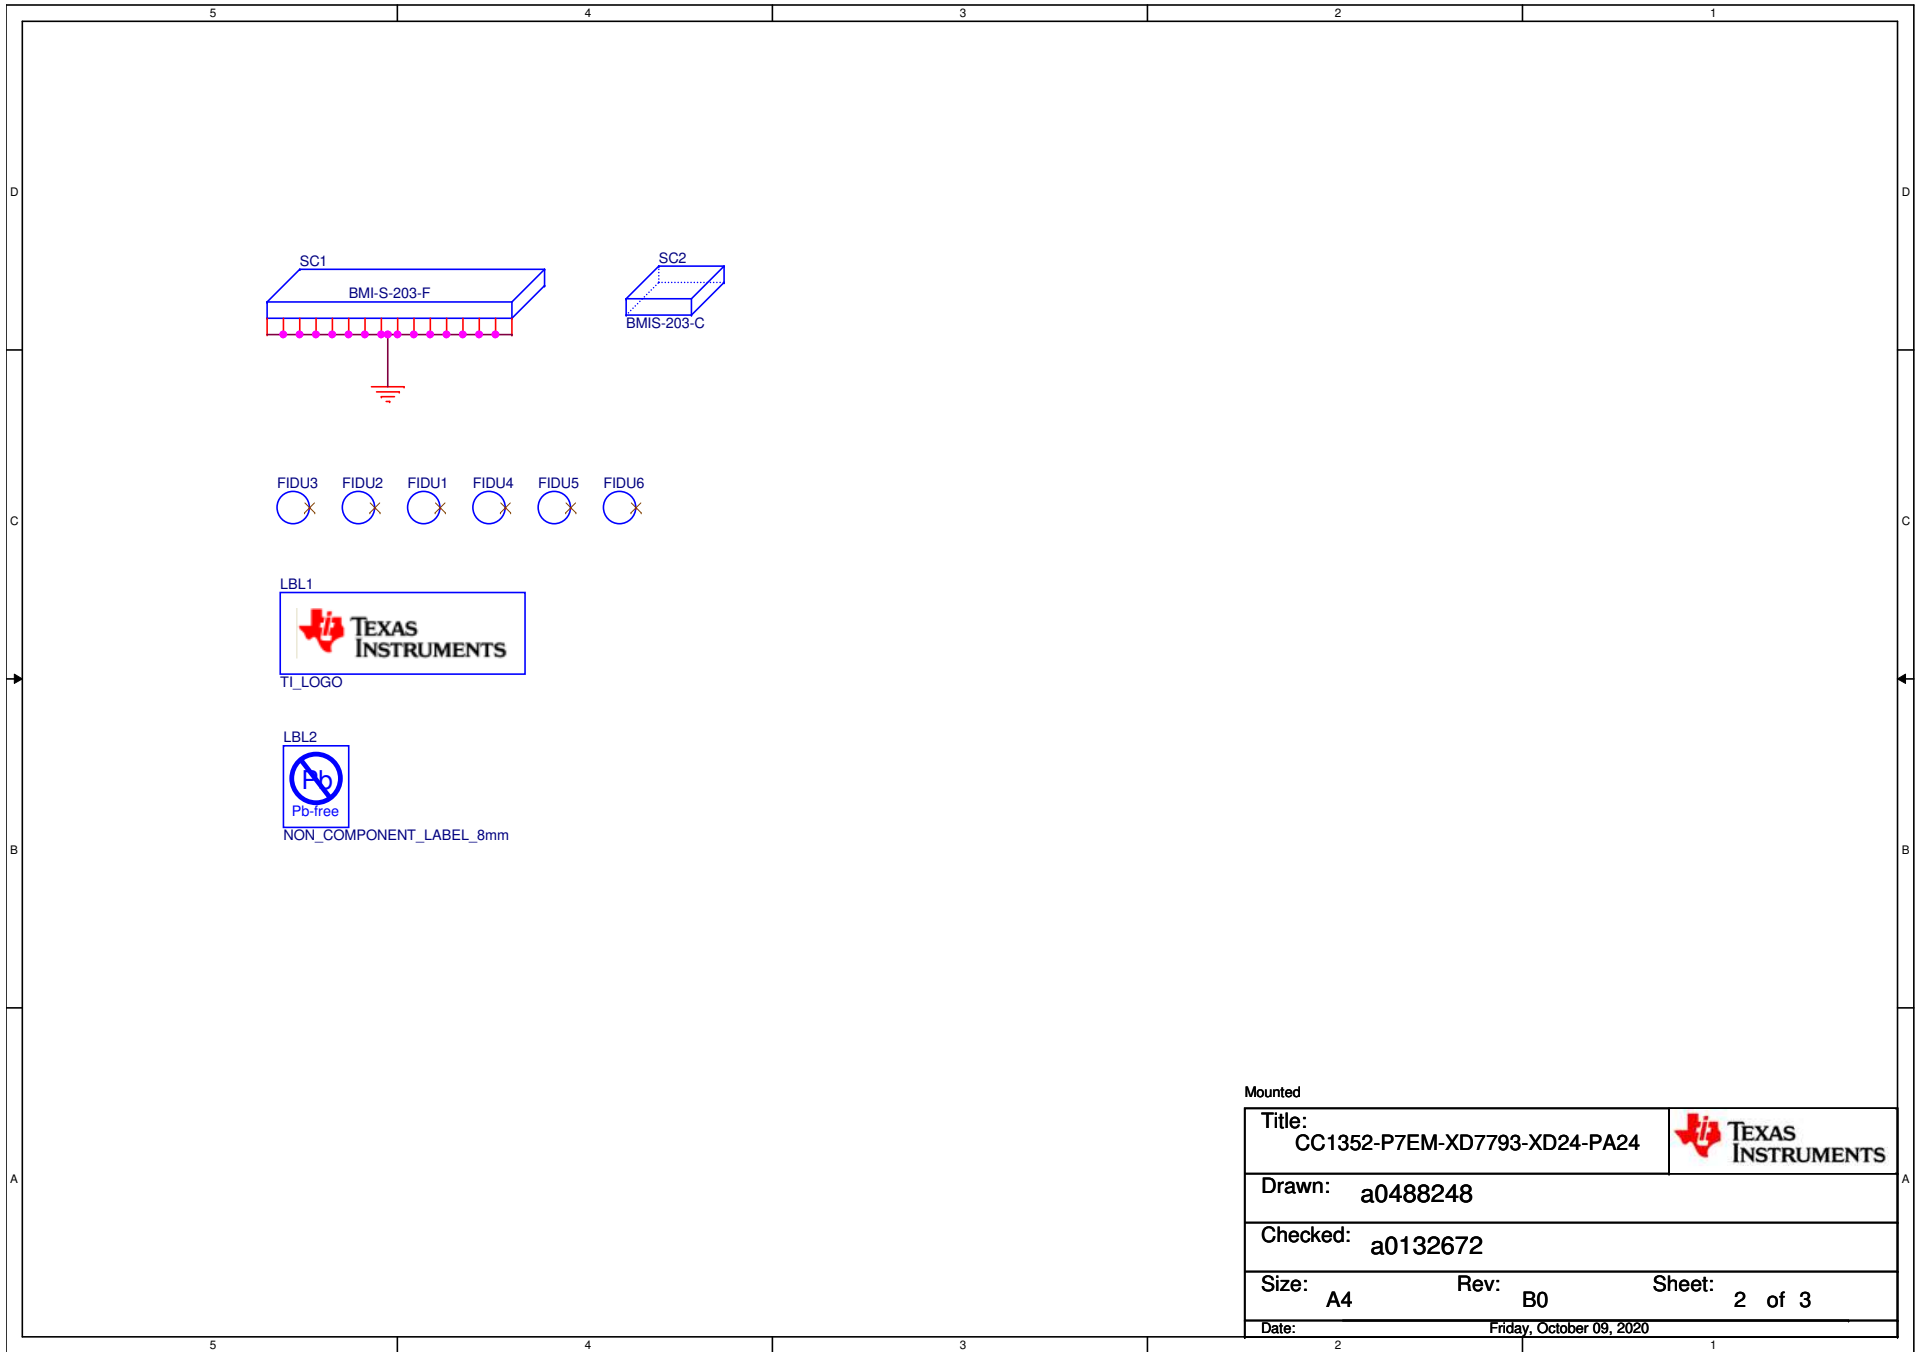 5 4 3 2 1
D D
SC1
BMI-S-203-F
SC2
BMIS-203-C
FIDU3 FIDU2 FIDU1 FIDU4 FIDU5 FIDU6
C C
LBL1
TEXAS
INSTRUMENTS
TI_LOGO
LBL2
Pb
Pb-free
NON_COMPONENT_LABEL_8mm
B B
Mounted
Title:
CC1352-P7EM-XD7793-XD24-PA24
TEXAS
INSTRUMENTS
A A
Drawn: a0488248
Checked: a0132672
Size: A4 Rev: B0 Sheet: 2 of 3
Date: Friday, October 09, 2020
5 4 3 2 1